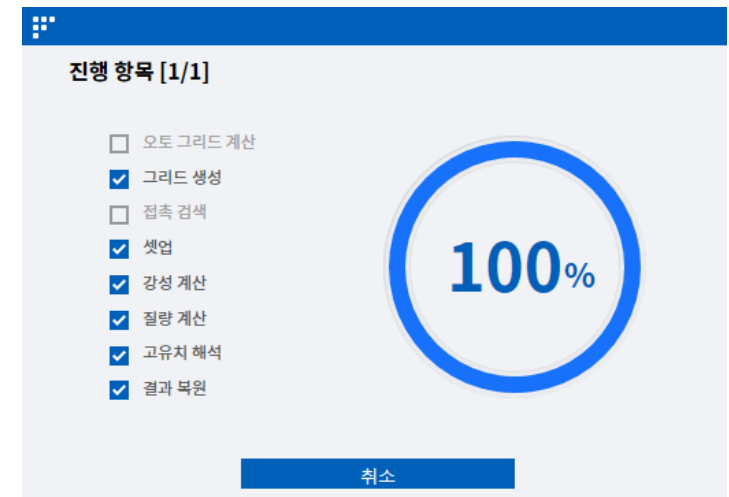 진행 항목 [1/1]
오토 그리드 계산
그리드 생성
접촉 검색
셋업
강성 계산
질량 계산
고유치 해석
결과 복원
100%
취소